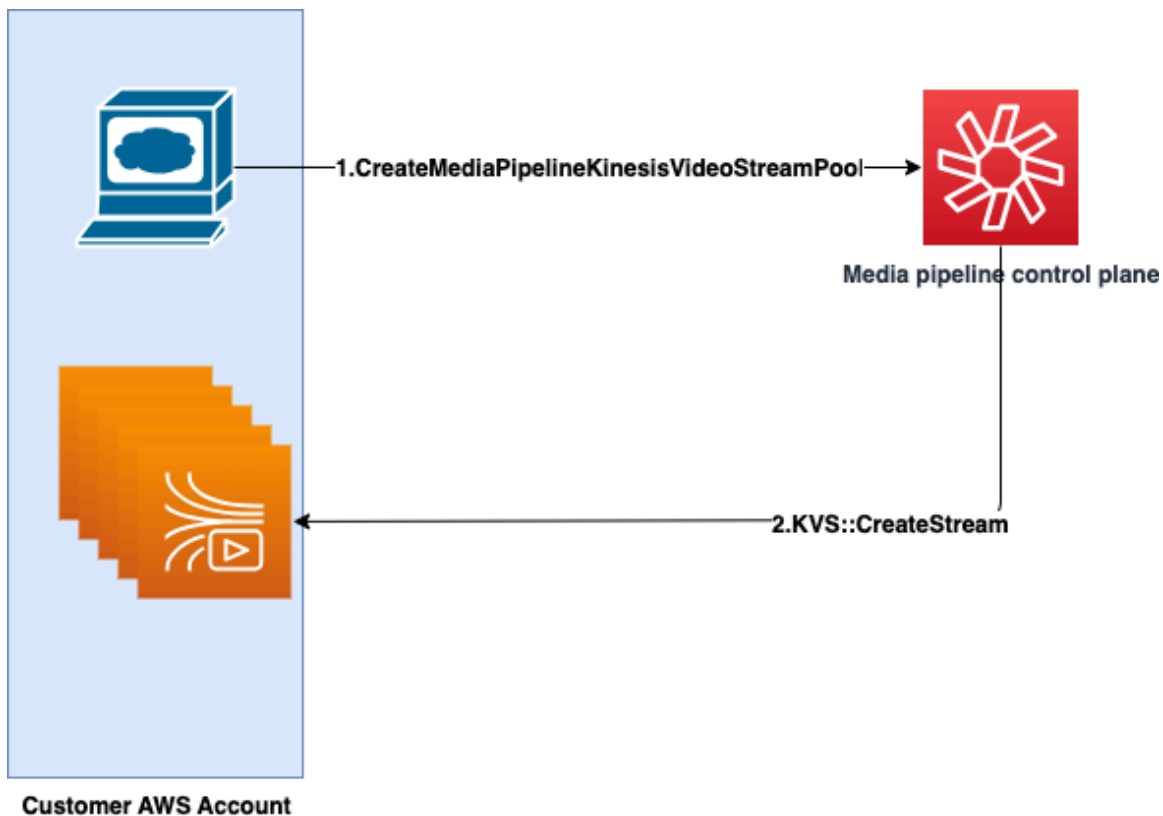 1.CreateMediaPipelineKinesisVideoStreamPool
Media pipeline control plane
2.KVS::CreateStream
Customer AWS Account